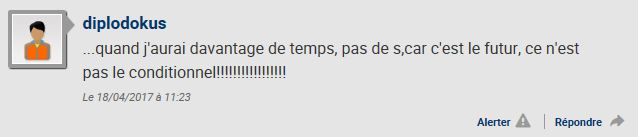 diplodokus
...quand j'aurai davantage de temps, pas de s,car c'est le futur, ce n'est
pas le conditionnel!!!!!!!!!!!!!!!!!
Le 18/04/2017 à 11:23
Alerter
Répondre